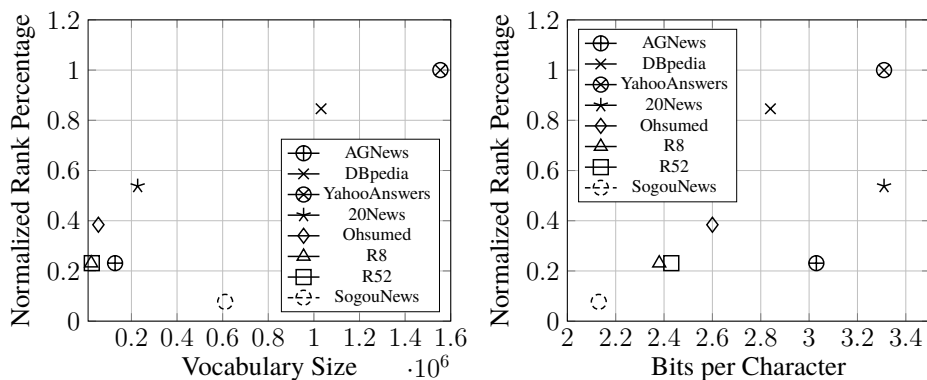 Normalized Rank Percentage
1.2
1
0.8
0.6
0.4
0.2
0
AGNews
DBpedia
YahooAnswers
20News
Ohsumed
R8
R52
SogouNews
0.2 0.4 0.6 0.8 1 1.2 1.4 1.6
·10^6
Vocabulary Size
Normalized Rank Percentage
1.2
1
0.8
0.6
0.4
0.2
0
AGNews
DBpedia
YahooAnswers
20News
Ohsumed
R8
R52
SogouNews
2 2.2 2.4 2.6 2.8 3 3.2 3.4
Bits per Character